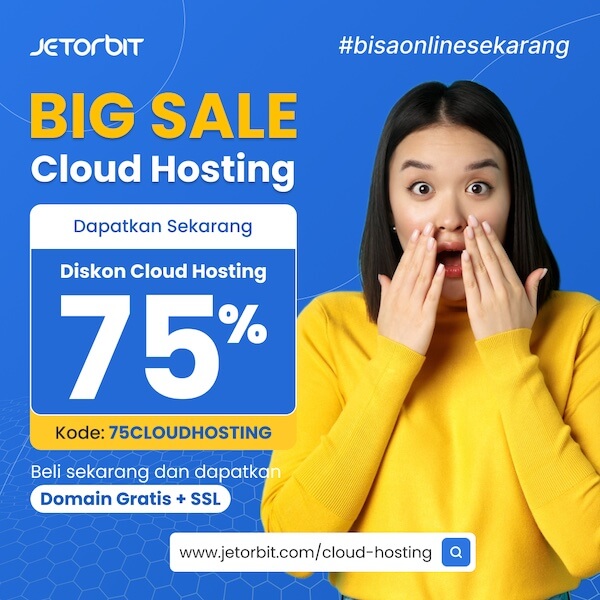 JETORBIT
#bisaonlinesekarang
BIG SALE
Cloud Hosting
Dapatkan Sekarang
Diskon Cloud Hosting
75%
Kode: 75CLOUDHOSTING
Beli sekarang dan dapatkan
Domain Gratis + SSL
www.jetorbit.com/cloud-hosting